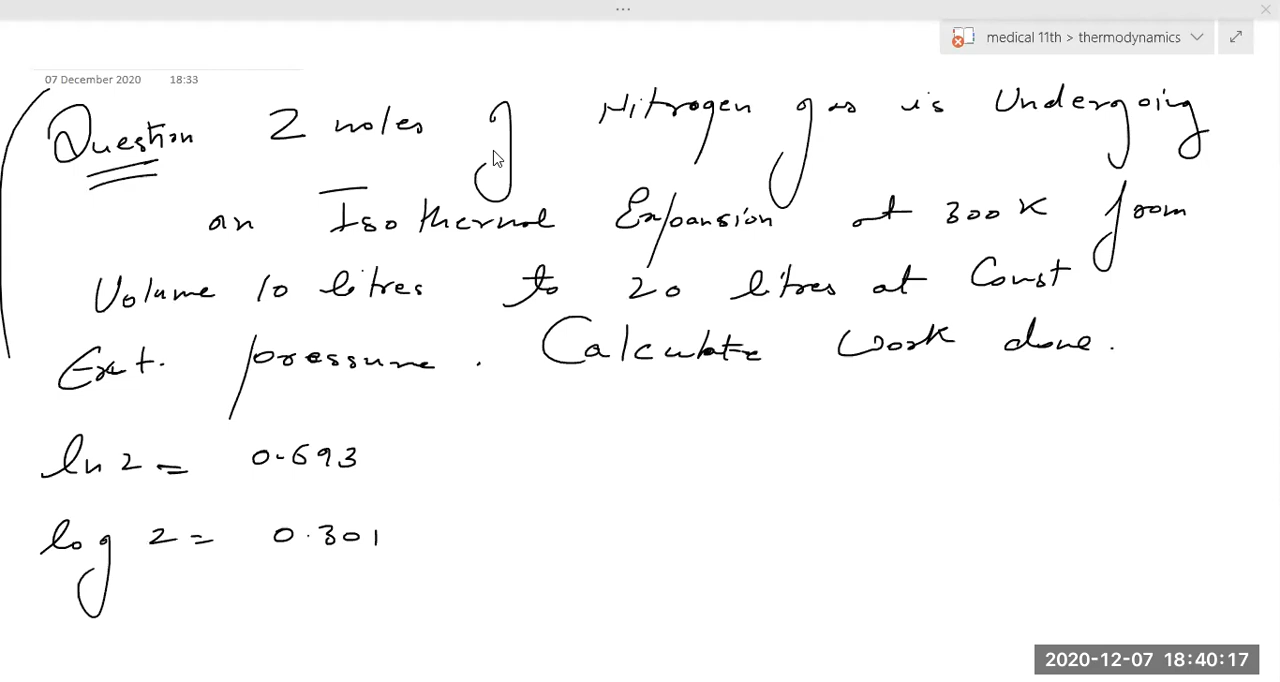 medical 11th > thermodynamics
07 December 2020 18:33
Question 2 moles of Nitrogen gas is Undergoing
an Isothermal Expansion at 300K from
Volume 10 litres to 20 litres at Const
Ext. pressure. Calculate work done.
ln 2 = 0.693
log 2 = 0.301
2020-12-07 18:40:17